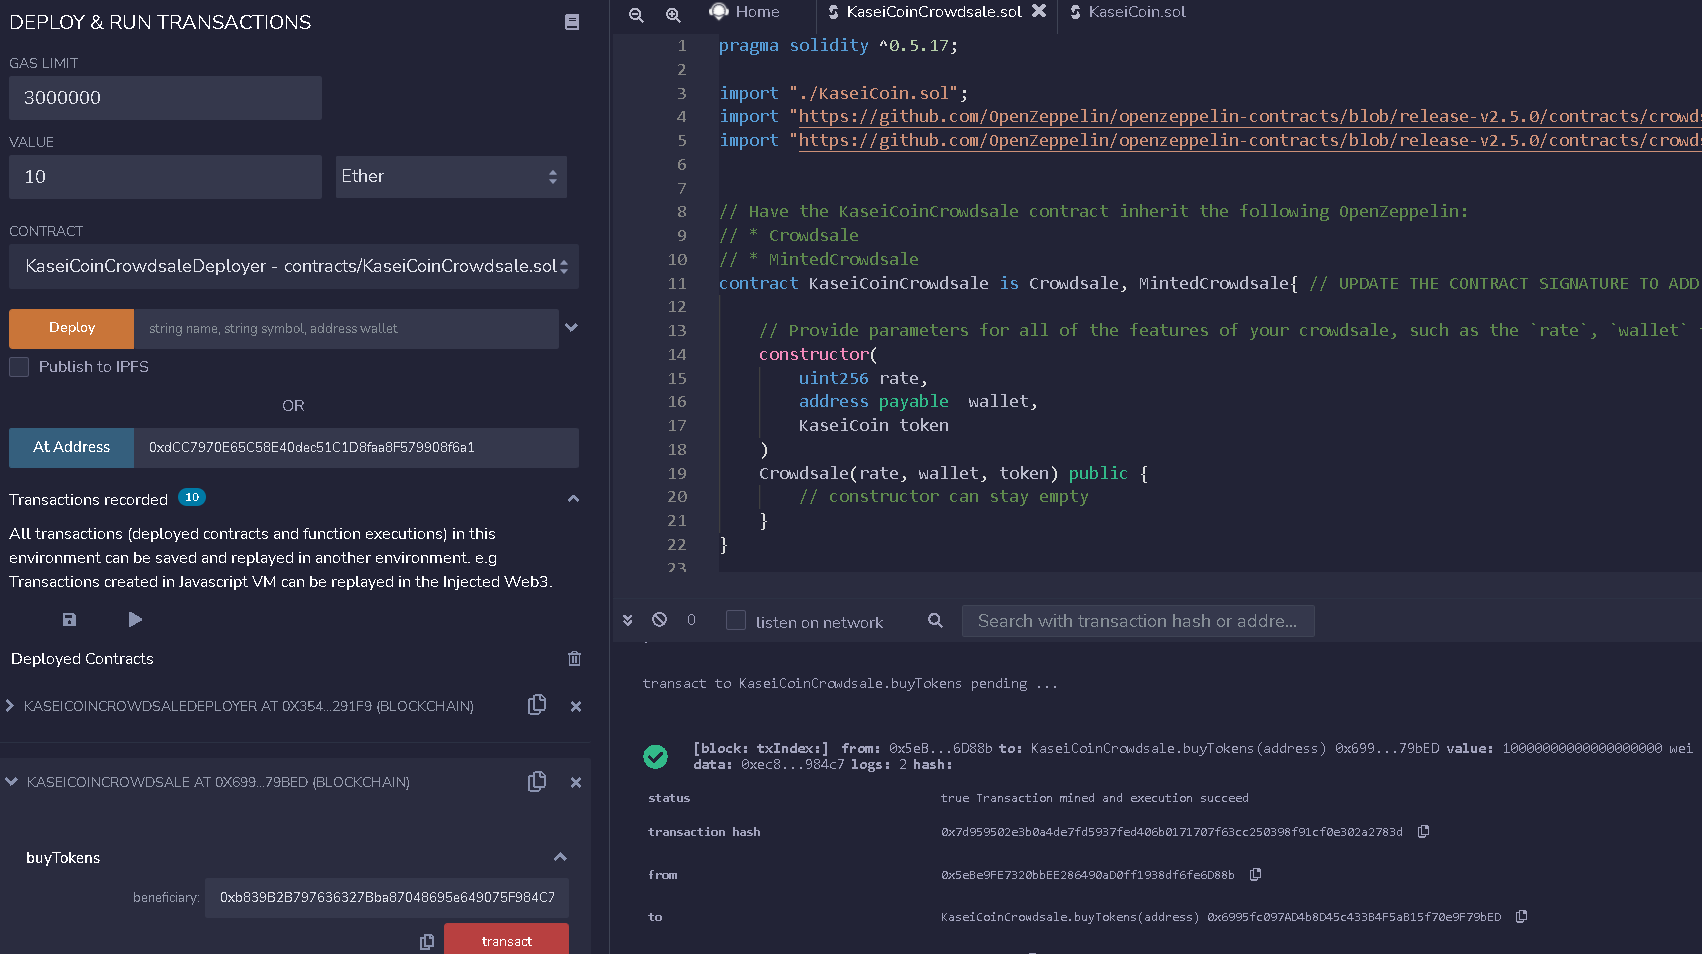 DEPLOY & RUN TRANSACTIONS
GAS LIMIT
3000000
VALUE
10
Ether
CONTRACT
KaseiCoinCrowdsaleDeployer - contracts/KaseiCoinCrowdsale.sol
Deploy
string name, string symbol, address wallet
Publish to IPFS
OR
At Address
0xdCC7970E65C58E40dec51C1D8faa8F579908f6a1
Transactions recorded 10
All transactions (deployed contracts and function executions) in this
environment can be saved and replayed in another environment. e.g
Transactions created in Javascript VM can be replayed in the Injected Web3.
Deployed Contracts
KASEICOINCROWDSALEDEPLOYER AT 0X354...291F9 (BLOCKCHAIN)
KASEICOINCROWDSALE AT 0X699...79BED (BLOCKCHAIN)
buyTokens
beneficiary: 0xb839B2B797636327Bba87048695e649075F984C7
transact
Home
KaseiCoinCrowdsale.sol
KaseiCoin.sol
1 pragma solidity ^0.5.17;
2
3 import "./KaseiCoin.sol";
4 import "https://github.com/OpenZeppelin/openzeppelin-contracts/blob/release-v2.5.0/contracts/crowds
5 import "https://github.com/OpenZeppelin/openzeppelin-contracts/blob/release-v2.5.0/contracts/crowds
6
7
8 // Have the KaseiCoinCrowdsale contract inherit the following OpenZeppelin:
9 // * Crowdsale
10 // * MintedCrowdsale
11 contract KaseiCoinCrowdsale is Crowdsale, MintedCrowdsale{ // UPDATE THE CONTRACT SIGNATURE TO ADD
12
13 // Provide parameters for all of the features of your crowdsale, such as the `rate`, `wallet`
14 constructor(
15 uint256 rate,
16 address payable wallet,
17 KaseiCoin token
18 )
19 Crowdsale(rate, wallet, token) public {
20 // constructor can stay empty
21 }
22 }
23
0
listen on network
Search with transaction hash or addre...
transact to KaseiCoinCrowdsale.buyTokens pending ...
[block: txIndex:] from: 0x5eB...6D88b to: KaseiCoinCrowdsale.buyTokens(address) 0x699...79bED value: 10000000000000000000 wei
data: 0xec8...984c7 logs: 2 hash:
status true Transaction mined and execution succeed
transaction hash 0x7d959502e3b0a4de7fd5937fed406b0171707f63cc250398f91cf0e302a2783d
from 0x5eBe9FE7320bbEE286490aD0ff1938df6fe6D88b
to KaseiCoinCrowdsale.buyTokens(address) 0x6995fc097AD4b8D45c433B4F5aB15f70e9F79bED